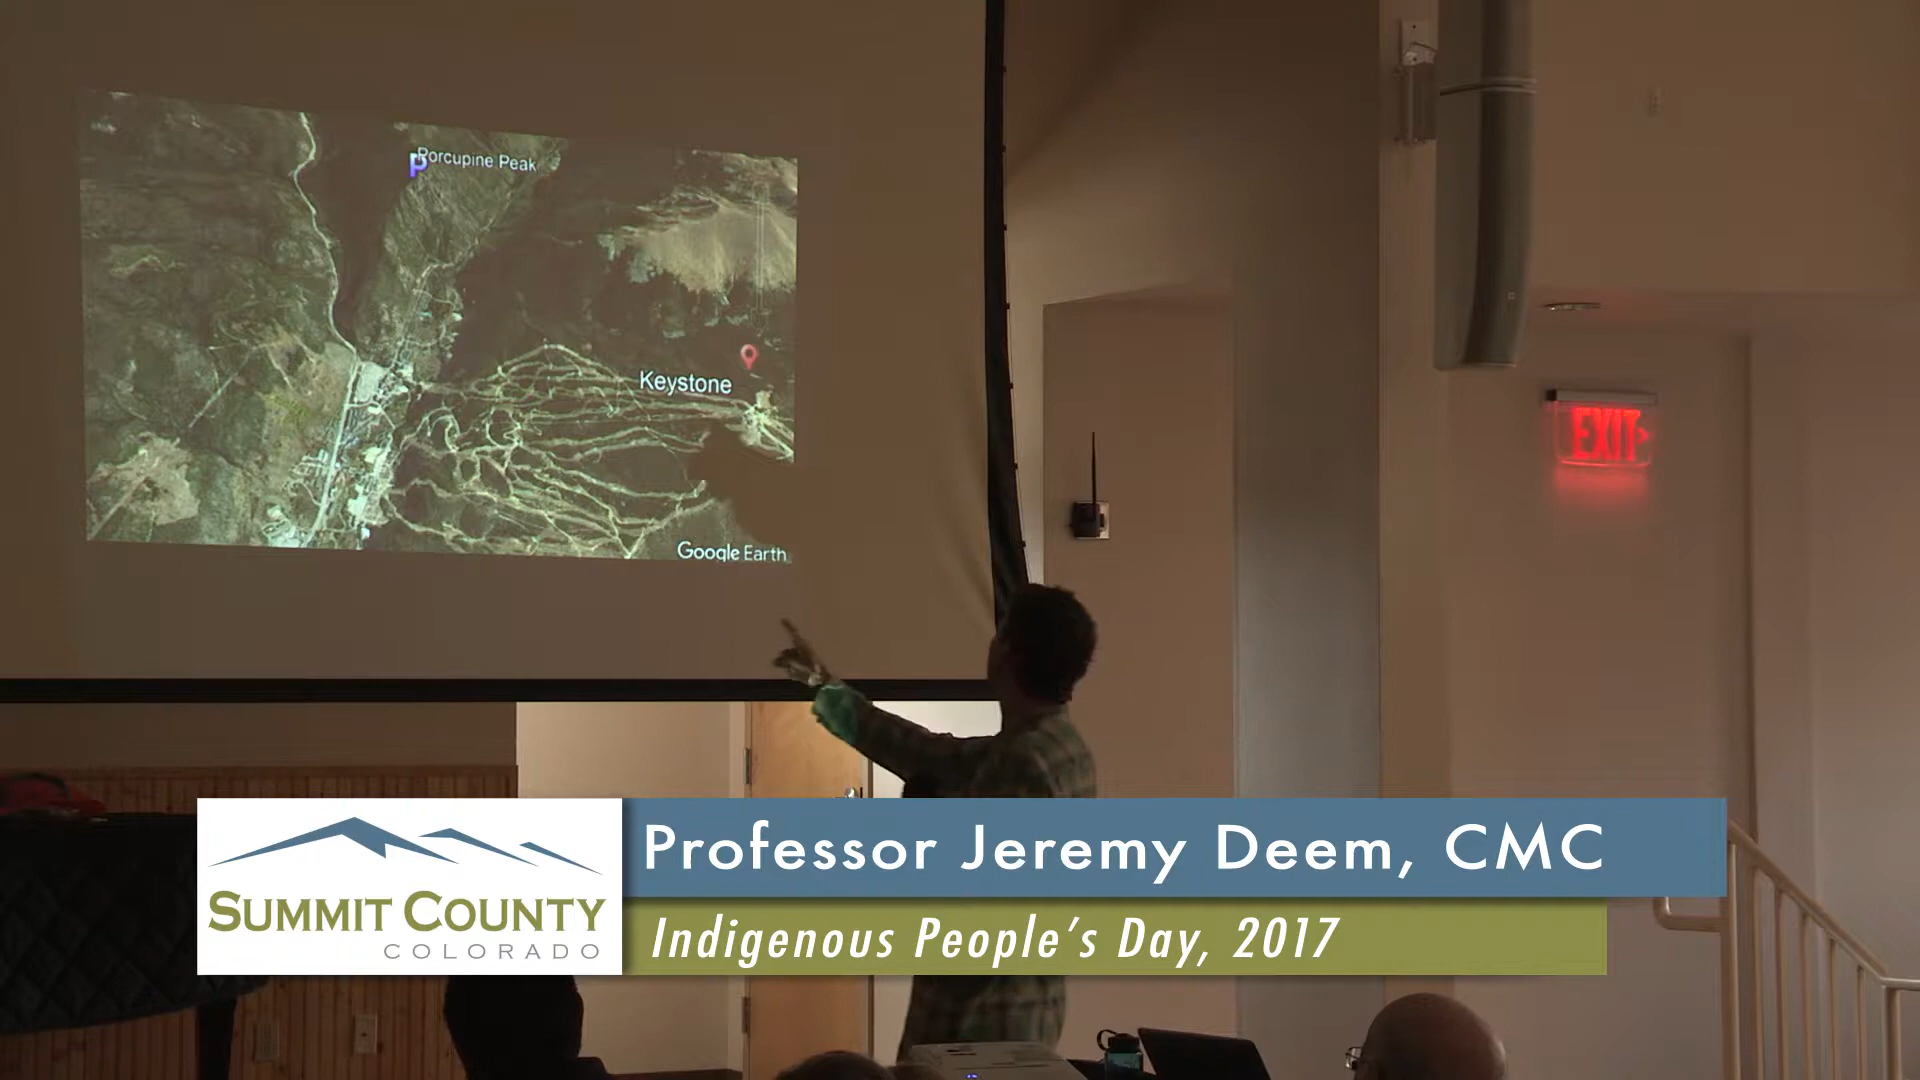 Porcupine Peak
P
Keystone
Google Earth
EXIT
Professor Jeremy Deem, CMC
SUMMIT COUNTY
COLORADO
Indigenous People's Day, 2017